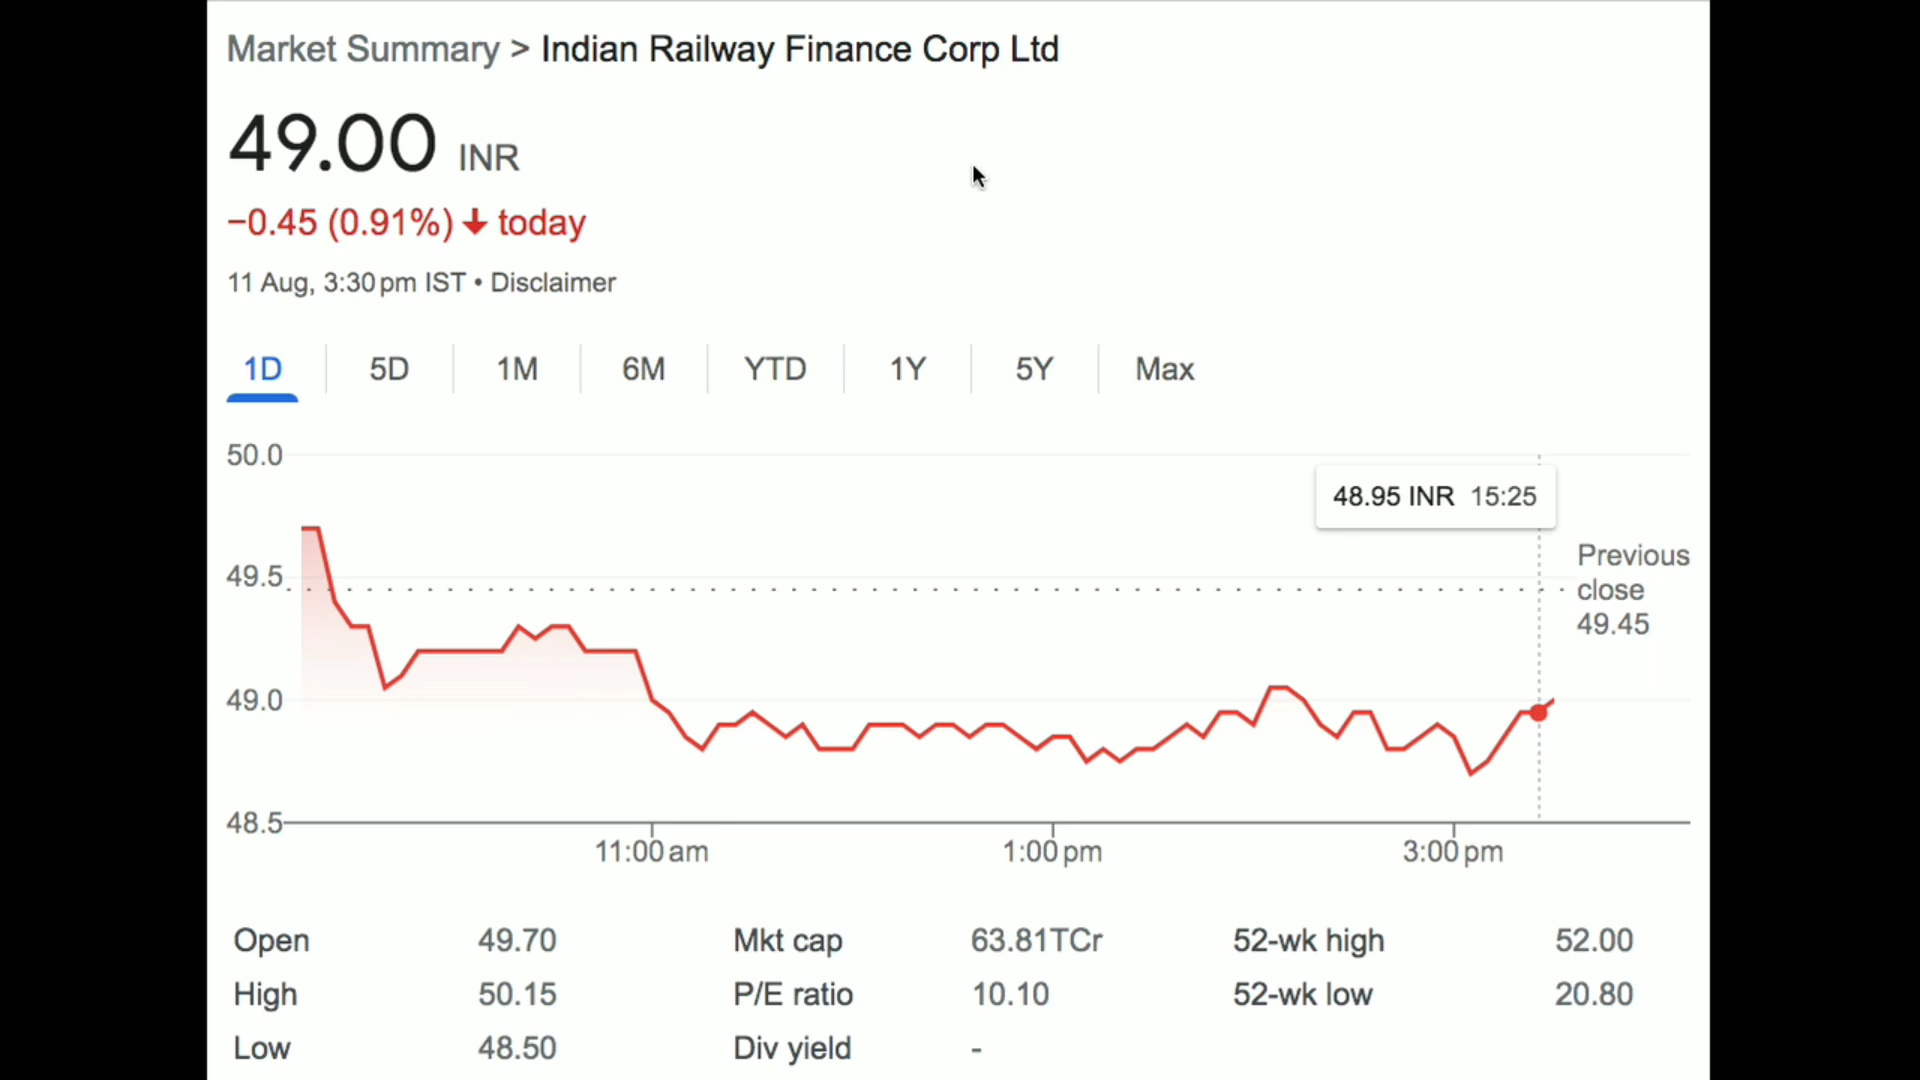 Market Summary > Indian Railway Finance Corp Ltd
49.00 INR
−0.45 (0.91%) ↓ today
11 Aug, 3:30 pm IST • Disclaimer
1D 5D 1M 6M YTD 1Y 5Y Max
50.0
48.95 INR 15:25
49.5
Previous
close
49.45
49.0
48.5
11:00 am 1:00 pm 3:00 pm
Open 49.70 Mkt cap 63.81TCr 52-wk high 52.00
High 50.15 P/E ratio 10.10 52-wk low 20.80
Low 48.50 Div yield -